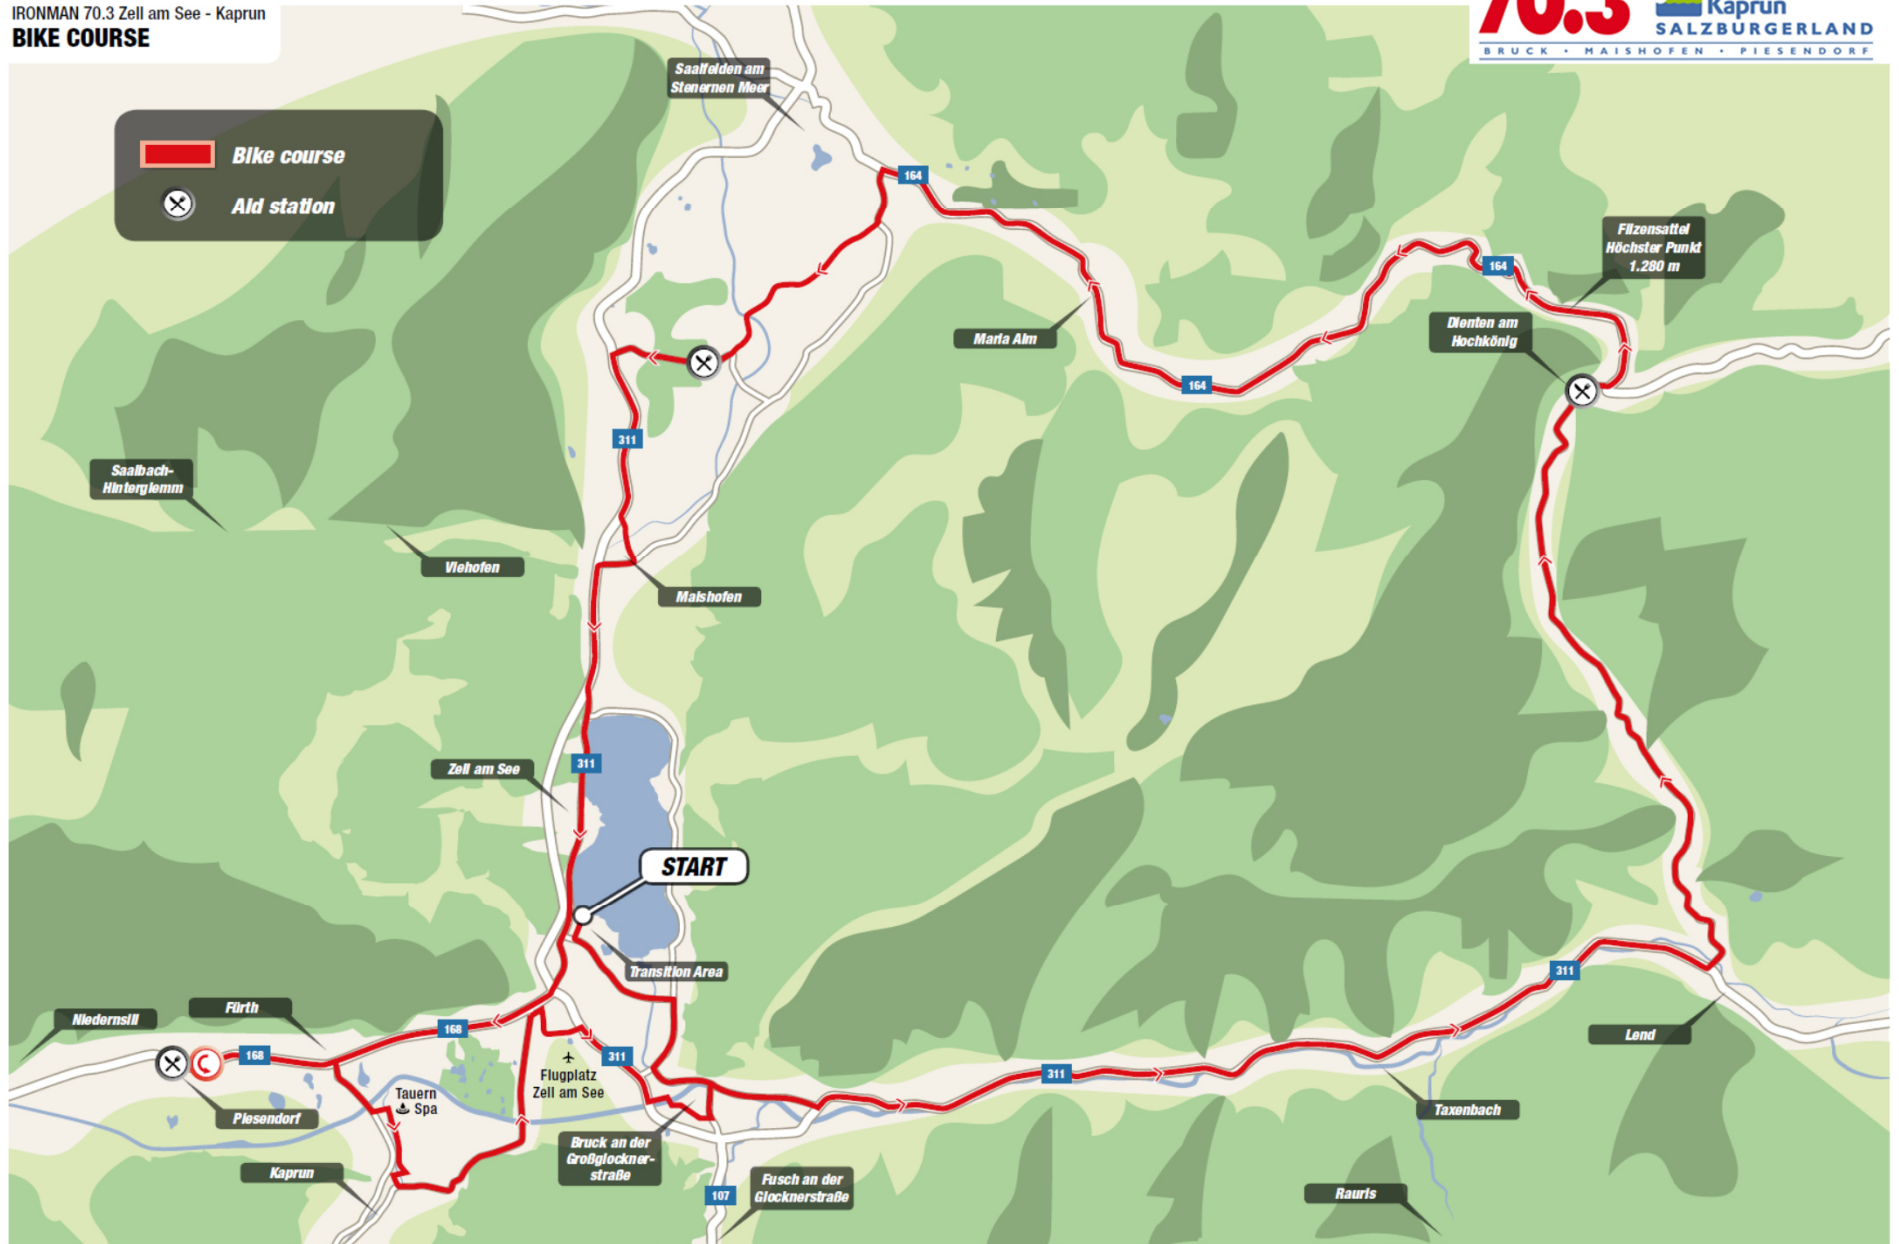 IRONMAN 70.3 Zell am See - Kaprun
BIKE COURSE
70.3
Kaprun
SALZBURGERLAND
BRUCK • MAISHOFEN • PIESENDORF
Bike course
Aid station
Saalfelden am
Steinernen Meer
164
Filzensattel
Höchster Punkt
1.280 m
164
Dienten am
Hochkönig
Maria Alm
164
311
Saalbach-
Hinterglemm
Viehofen
Maishofen
311
Zell am See
START
Transition Area
311
Niedernsill
Fürth
168
168
Lend
311
Flugplatz
Zell am See
311
Tauern
Spa
Piesendorf
Taxenbach
Bruck an der
Großglockner-
straße
Kaprun
Fusch an der
Glocknerstraße
107
Rauris